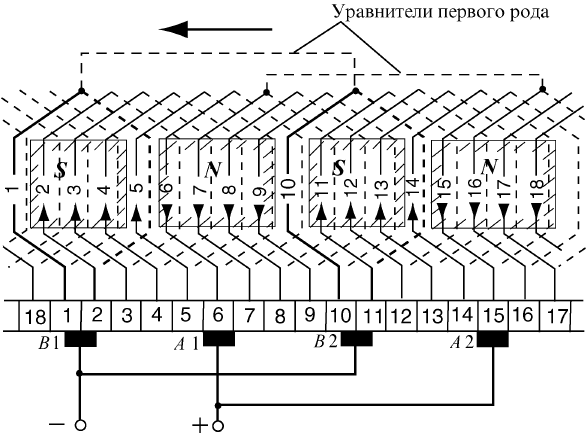 Уравнители первого рода
S N S N
1 2 3 4 5 6 7 8 9 10 11 12 13 14 15 16 17 18
18 1 2 3 4 5 6 7 8 9 10 11 12 13 14 15 16 17
B1 A1 B2 A2
− +